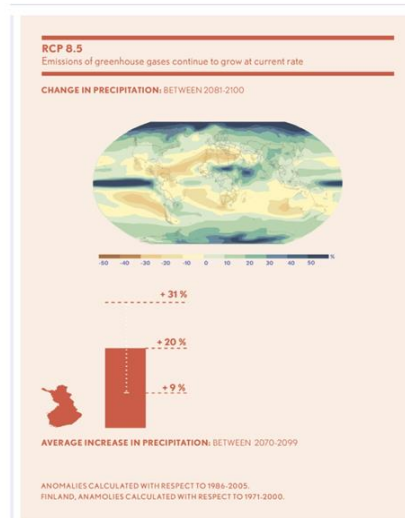 RCP 8.5
Emissions of greenhouse gases continue to grow at current rate
CHANGE IN PRECIPITATION: BETWEEN 2081-2100
-50 -40 -30 -20 -10 0 10 20 30 40 50 %
+ 31 %
+ 20 %
+ 9 %
AVERAGE INCREASE IN PRECIPITATION: BETWEEN 2070-2099
ANOMALIES CALCULATED WITH RESPECT TO 1986-2005.
FINLAND, ANAMOLIES CALCULATED WITH RESPECT TO 1971-2000.